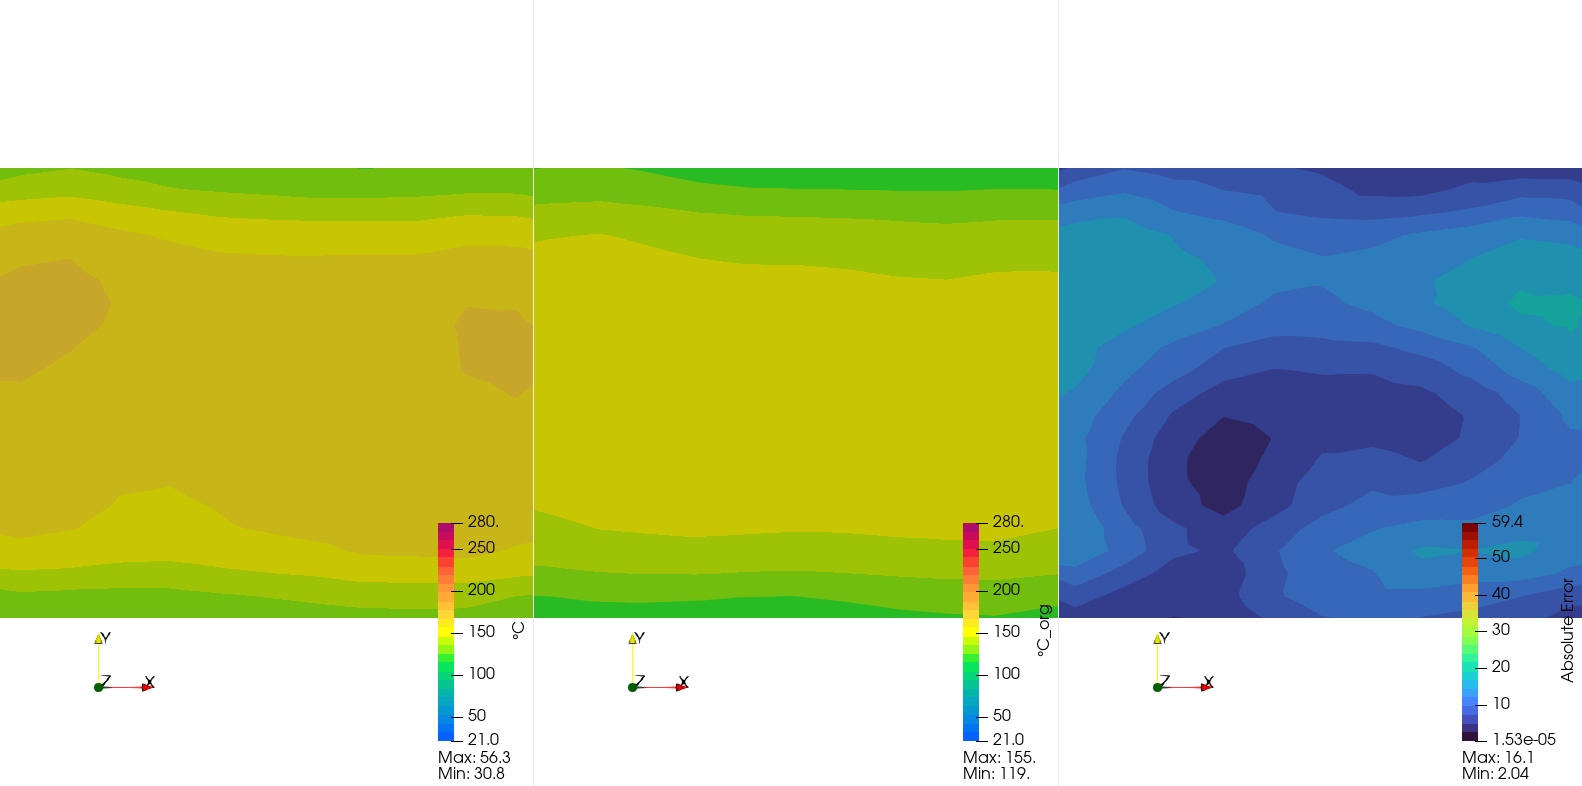 280.
250
200
150
100
50
21.0
°C
Max: 56.3
Min: 30.8
Y
Z
X
280.
250
200
150
100
50
21.0
°C_org
Max: 155.
Min: 119.
Y
Z
X
59.4
50
40
30
20
10
1.53e-05
Absolute Error
Max: 16.1
Min: 2.04
Y
Z
X